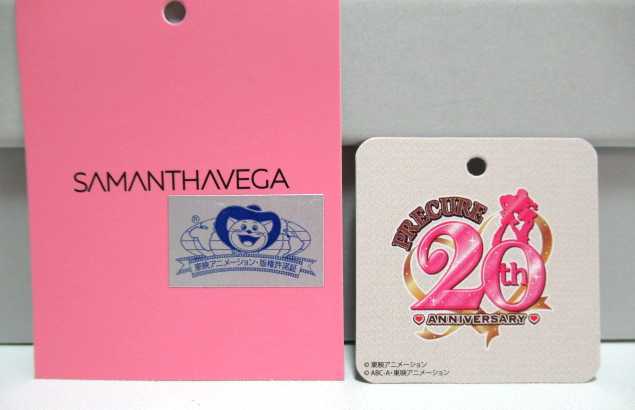 SAMANTHAVEGA
®
東映アニメーション・版権許諾証
PRECURE
20th
ANNIVERSARY
© 東映アニメーション
© ABC-A・東映アニメーション